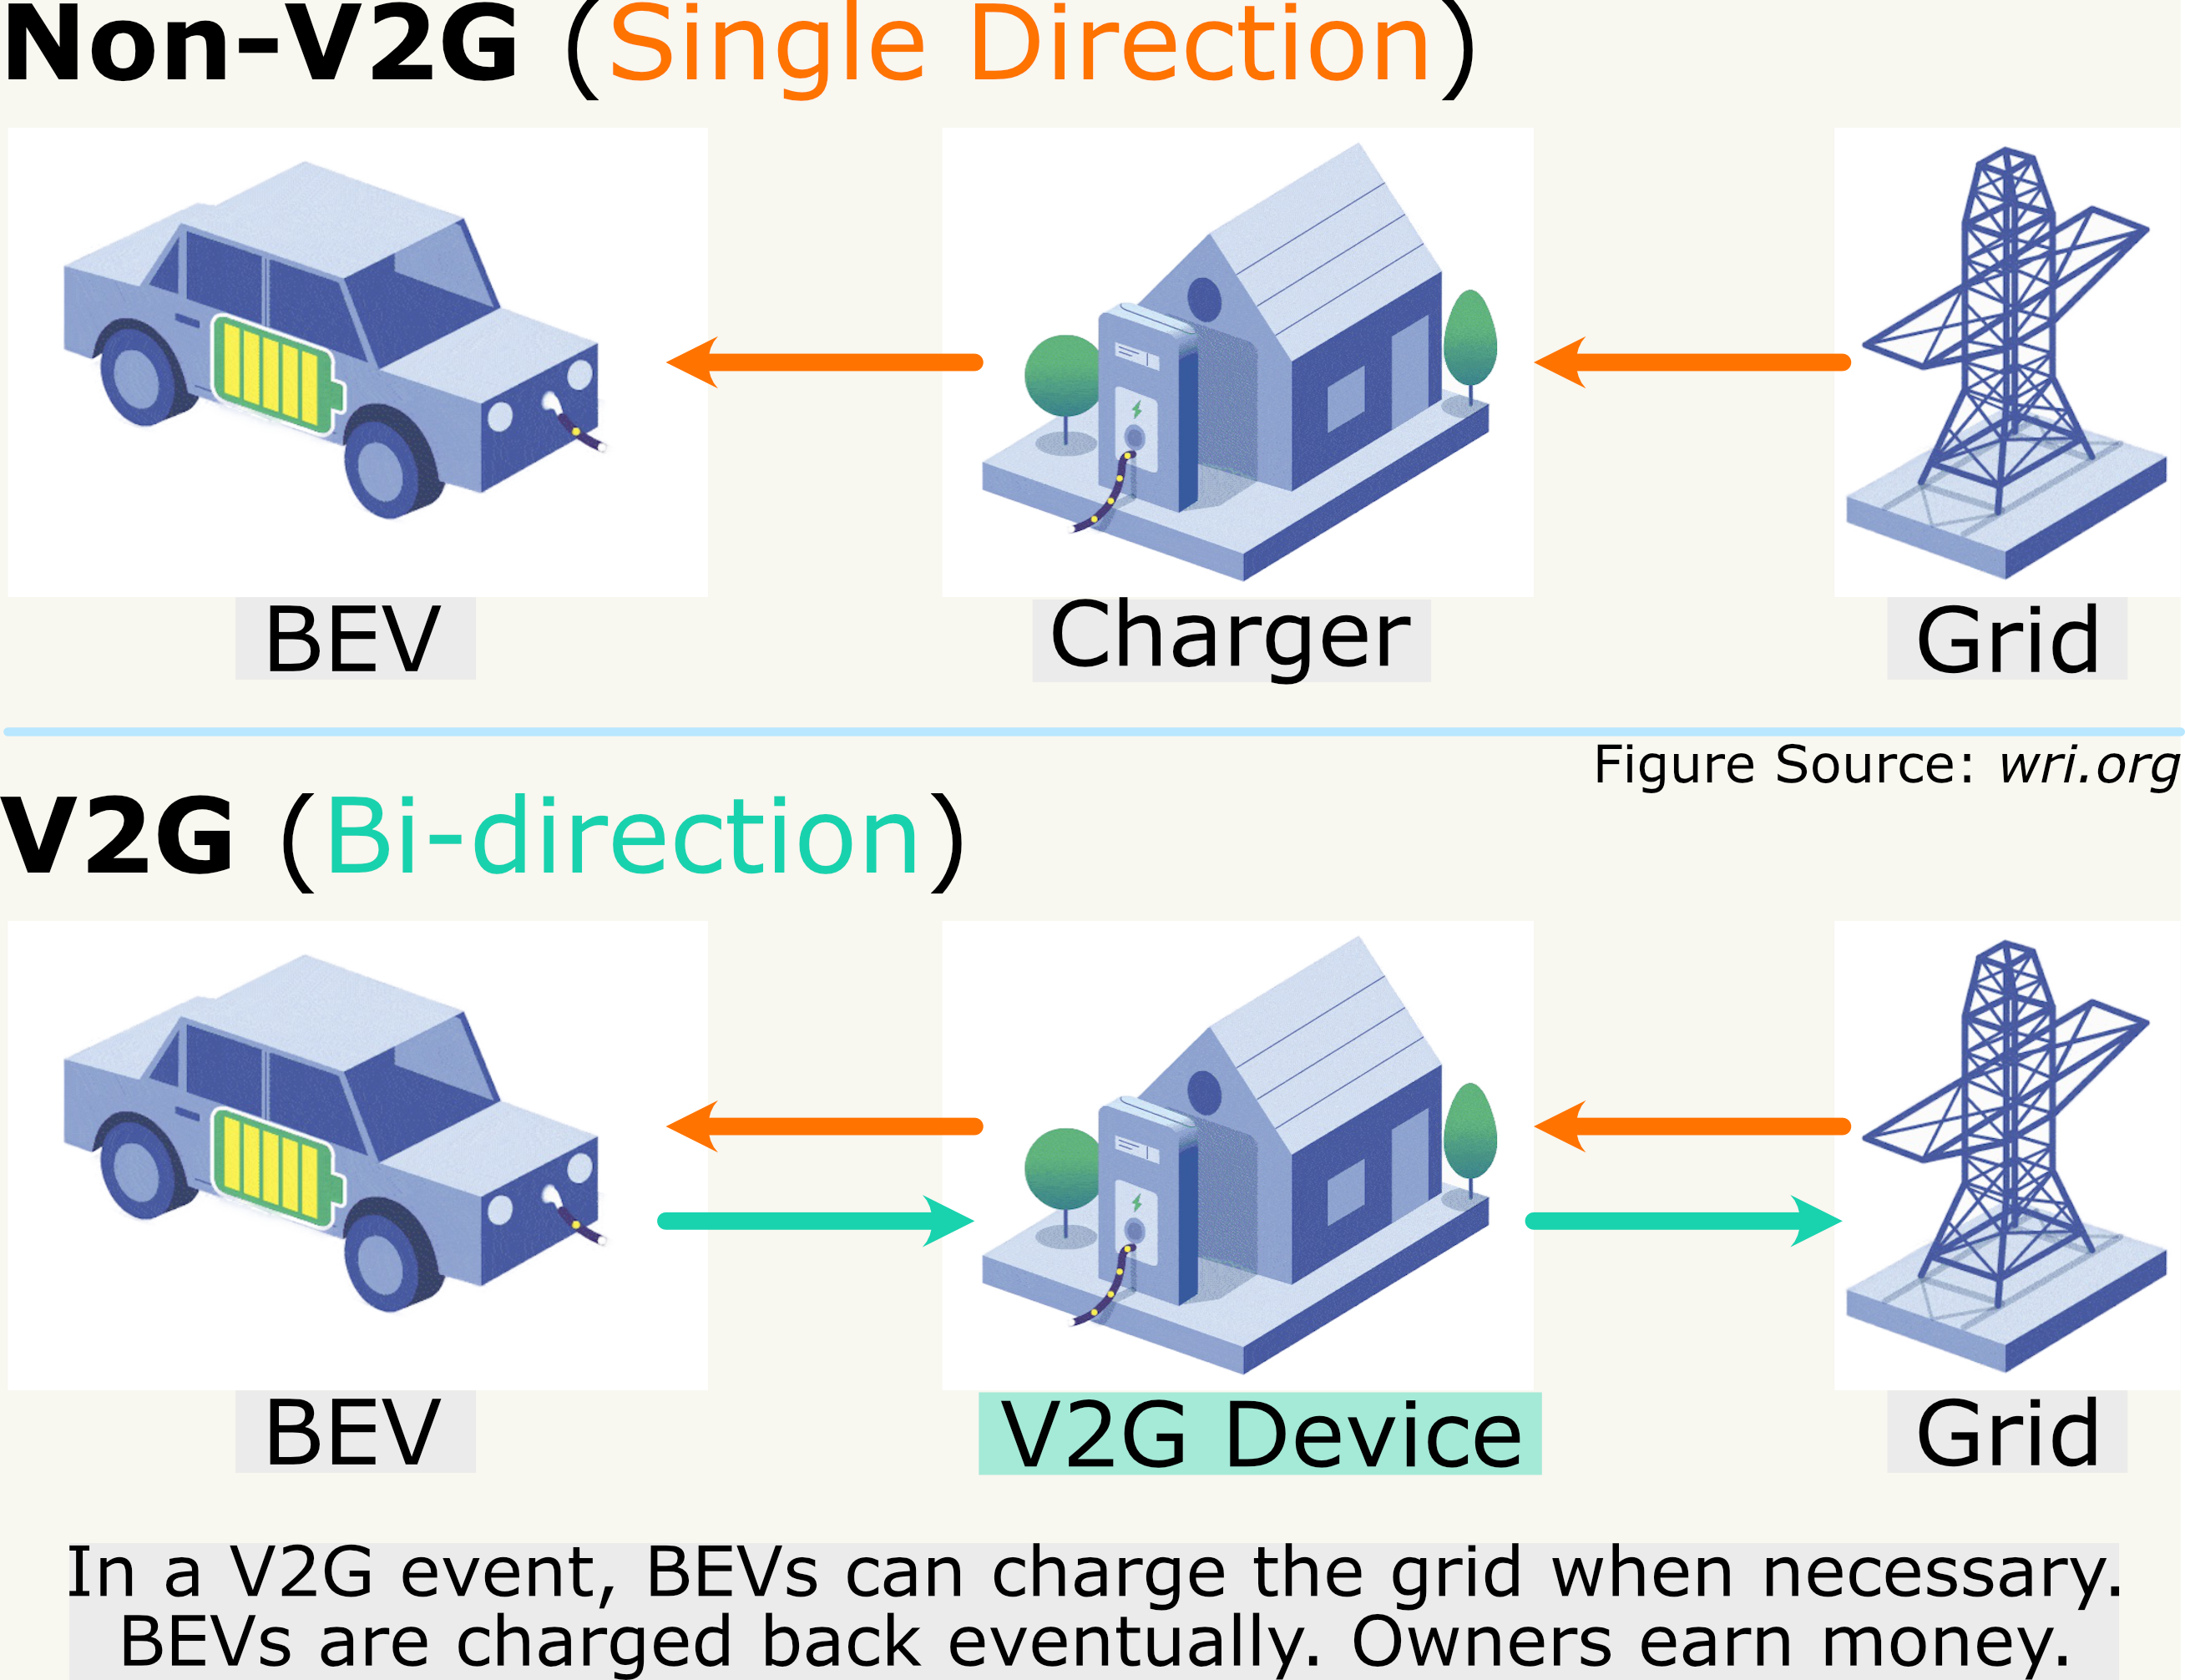 Non-V2G (Single Direction)
BEV
Charger
Grid
Figure Source: wri.org
V2G (Bi-direction)
BEV
V2G Device
Grid
In a V2G event, BEVs can charge the grid when necessary.
BEVs are charged back eventually. Owners earn money.